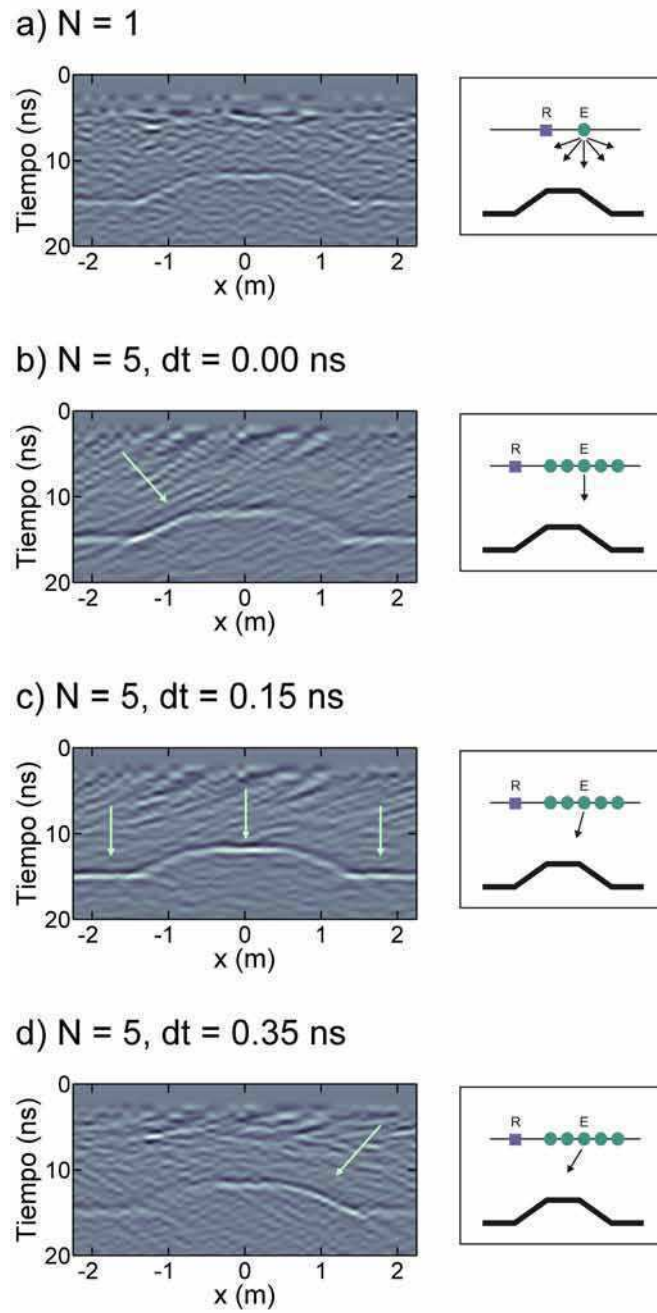 a) N = 1
Tiempo (ns)
0
10
20
-2 -1 0 1 2
x (m)
R E
b) N = 5, dt = 0.00 ns
Tiempo (ns)
0
10
20
-2 -1 0 1 2
x (m)
R E
c) N = 5, dt = 0.15 ns
Tiempo (ns)
0
10
20
-2 -1 0 1 2
x (m)
R E
d) N = 5, dt = 0.35 ns
Tiempo (ns)
0
10
20
-2 -1 0 1 2
x (m)
R E